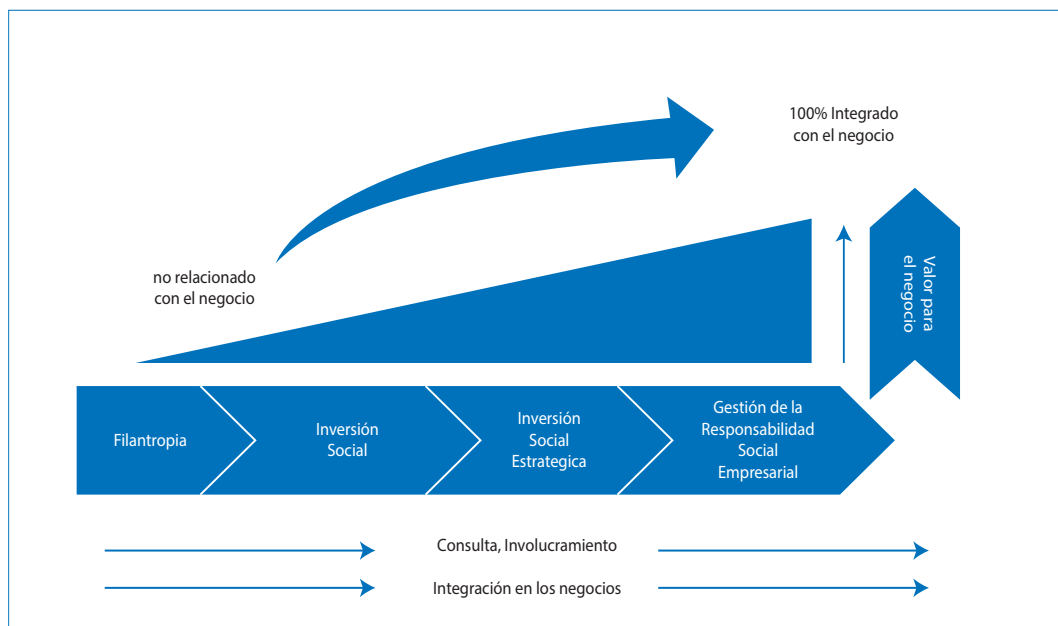 100% Integrado
con el negocio
no relacionado
con el negocio
Valor para
el negocio
Filantropia
Inversión
Social
Inversión
Social
Estrategica
Gestión de la
Responsabilidad
Social
Empresarial
Consulta, Involucramiento
Integración en los negocios